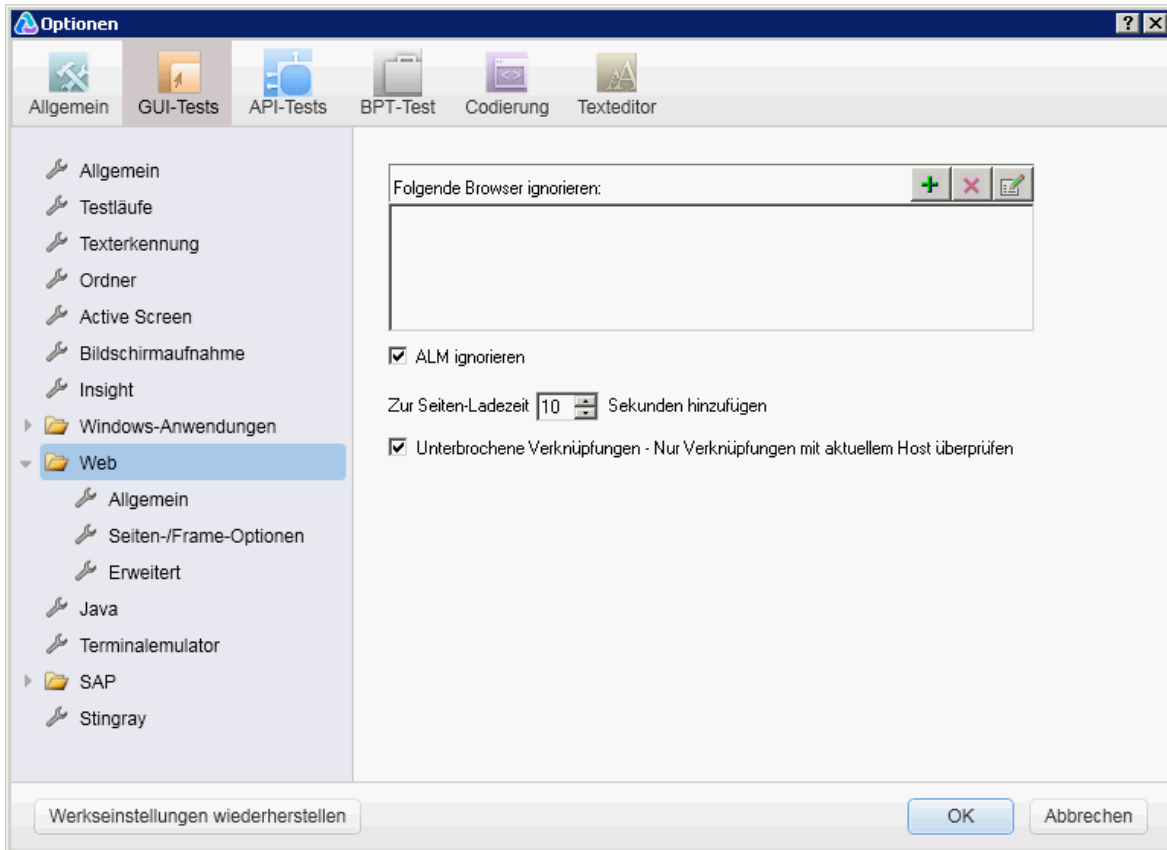 Optionen
Allgemein
GUI-Tests
API-Tests
BPT-Test
Codierung
Texteditor
Allgemein
Testläufe
Texterkennung
Ordner
Active Screen
Bildschirmaufnahme
Insight
Windows-Anwendungen
Web
Allgemein
Seiten-/Frame-Optionen
Erweitert
Java
Terminalemulator
SAP
Stingray
Folgende Browser ignorieren:
ALM ignorieren
Zur Seiten-Ladezeit 10 Sekunden hinzufügen
Unterbrochene Verknüpfungen - Nur Verknüpfungen mit aktuellem Host überprüfen
Werkseinstellungen wiederherstellen
OK
Abbrechen